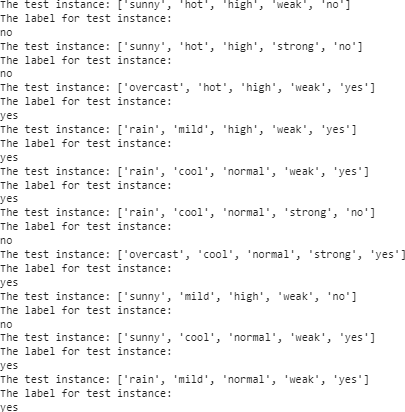 The test instance: ['sunny', 'hot', 'high', 'weak', 'no']
The label for test instance:
no
The test instance: ['sunny', 'hot', 'high', 'strong', 'no']
The label for test instance:
no
The test instance: ['overcast', 'hot', 'high', 'weak', 'yes']
The label for test instance:
yes
The test instance: ['rain', 'mild', 'high', 'weak', 'yes']
The label for test instance:
yes
The test instance: ['rain', 'cool', 'normal', 'weak', 'yes']
The label for test instance:
yes
The test instance: ['rain', 'cool', 'normal', 'strong', 'no']
The label for test instance:
no
The test instance: ['overcast', 'cool', 'normal', 'strong', 'yes']
The label for test instance:
yes
The test instance: ['sunny', 'mild', 'high', 'weak', 'no']
The label for test instance:
no
The test instance: ['sunny', 'cool', 'normal', 'weak', 'yes']
The label for test instance:
yes
The test instance: ['rain', 'mild', 'normal', 'weak', 'yes']
The label for test instance:
yes